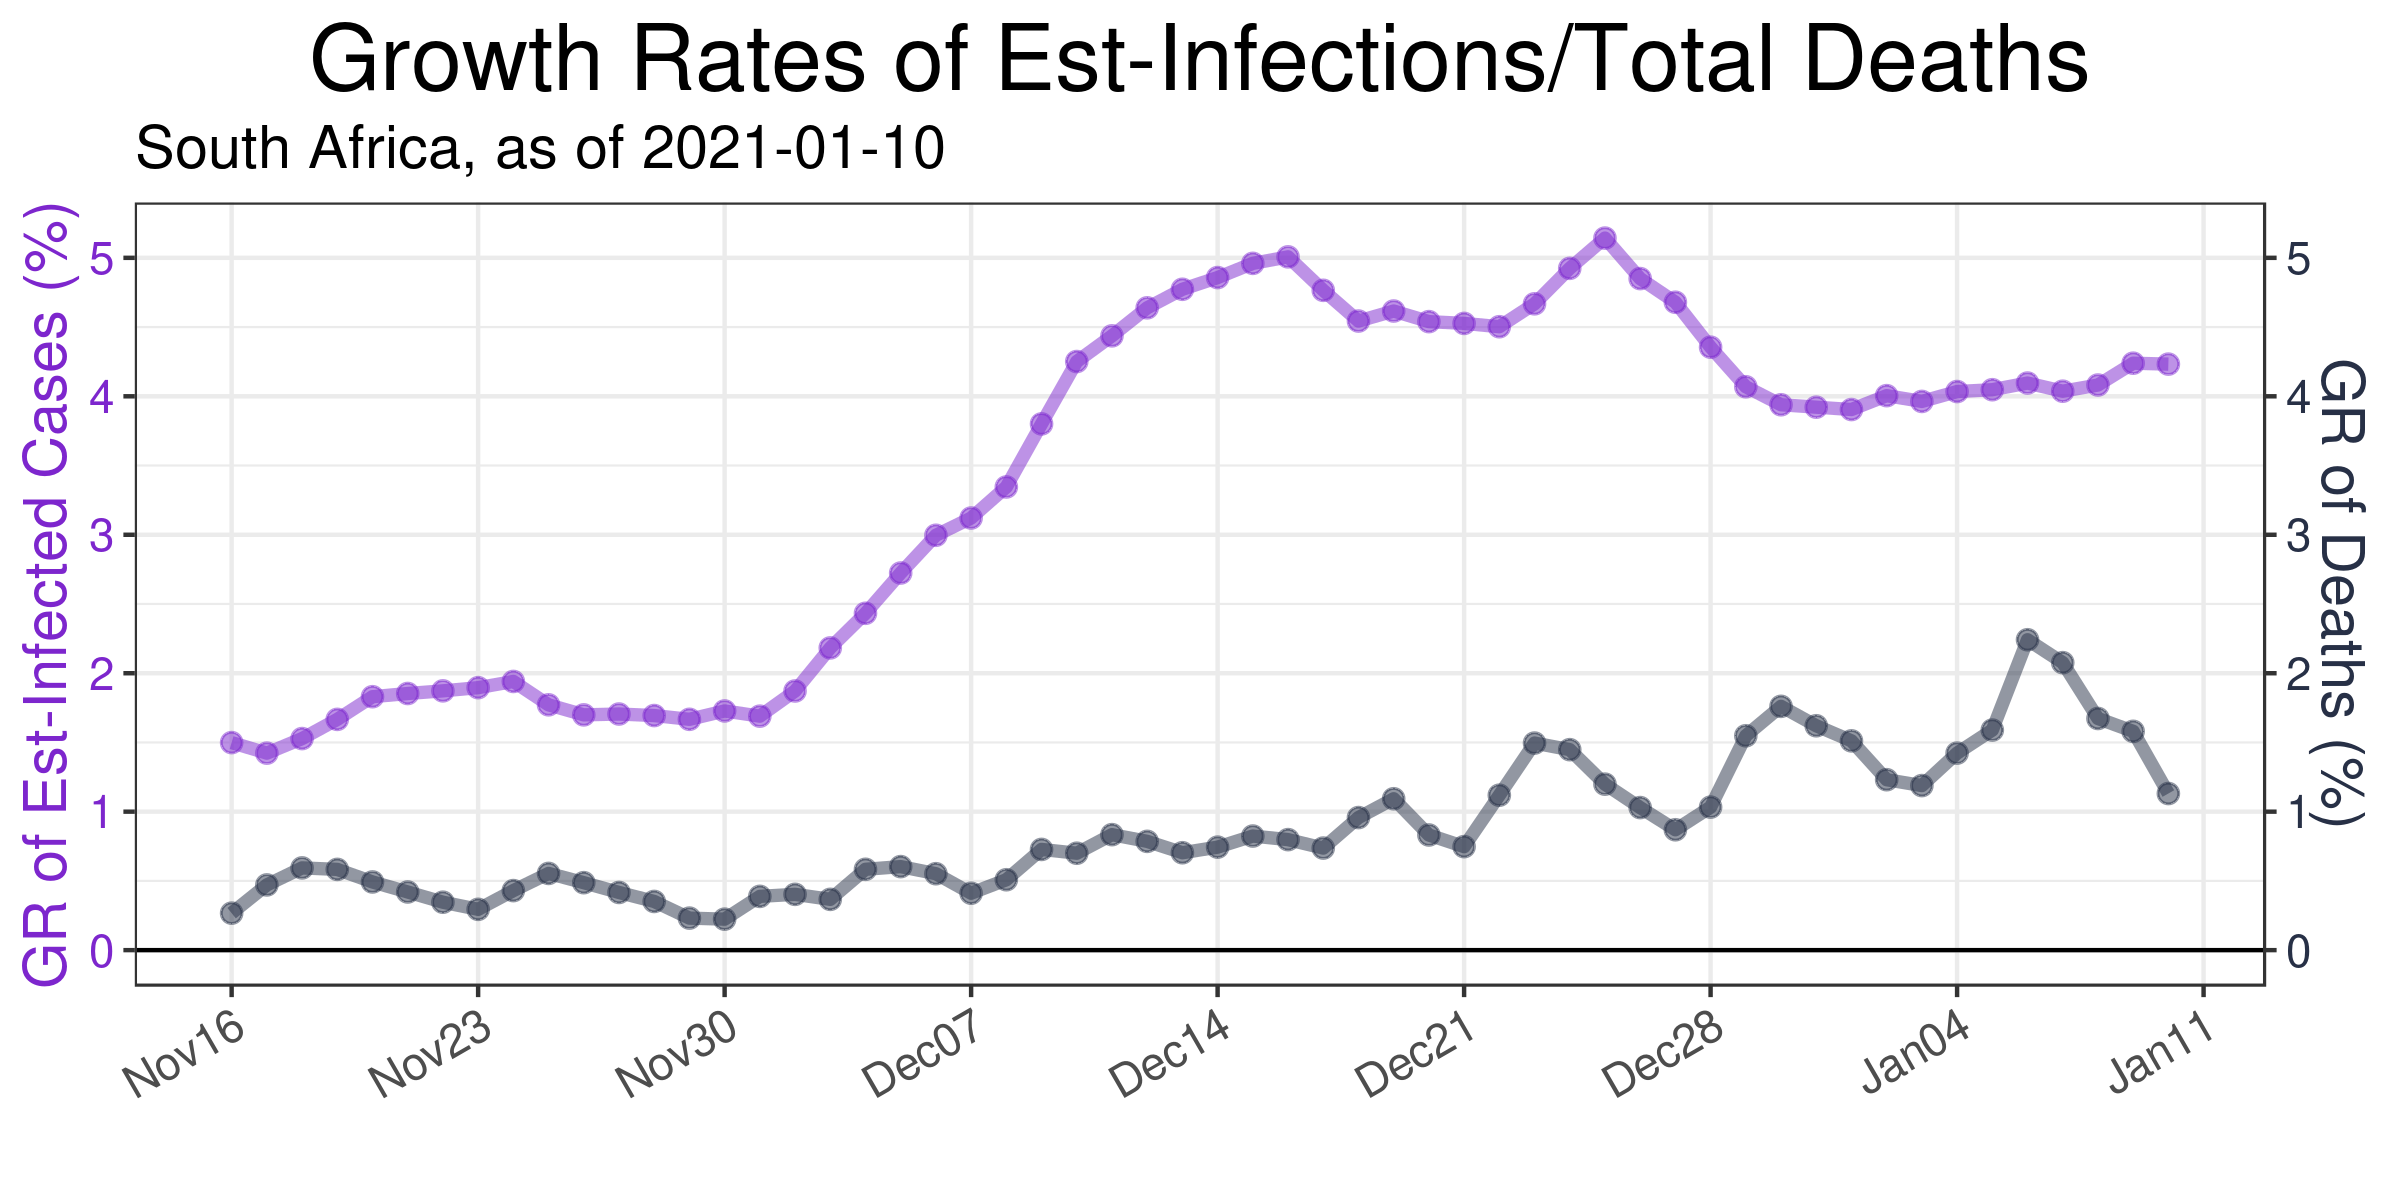 Growth Rates of Est-Infections/Total Deaths
South Africa, as of 2021-01-10
GR of Est-Infected Cases (%)
5
4
3
2
1
0
5
4
3
2
1
0
GR of Deaths (%)
Nov16
Nov23
Nov30
Dec07
Dec14
Dec21
Dec28
Jan04
Jan11